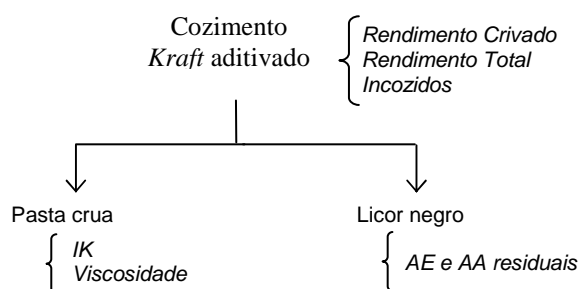 Cozimento
Kraft aditivado
Rendimento Crivado
Rendimento Total
Incozidos
Pasta crua
IK
Viscosidade
Licor negro
AE e AA residuais